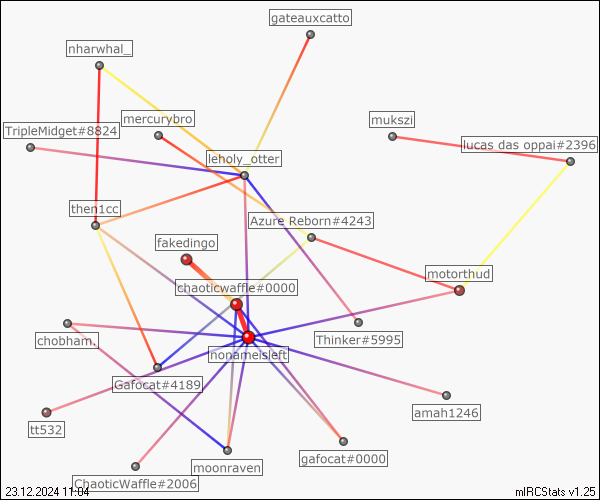 gateauxcatto
nharwhal_
mercurybro
mukszi
TripleMidget#8824
lucas das oppai#2396
leholy_otter
then1cc
Azure Reborn#4243
fakedingo
motorthud
chaoticwaffle#0000
chobham.
Thinker#5995
nonameisleft
Gafocat#4189
amah1246
tt532
gafocat#0000
moonraven
ChaoticWaffle#2006
23.12.2024 11:04
mIRCStats v1.25